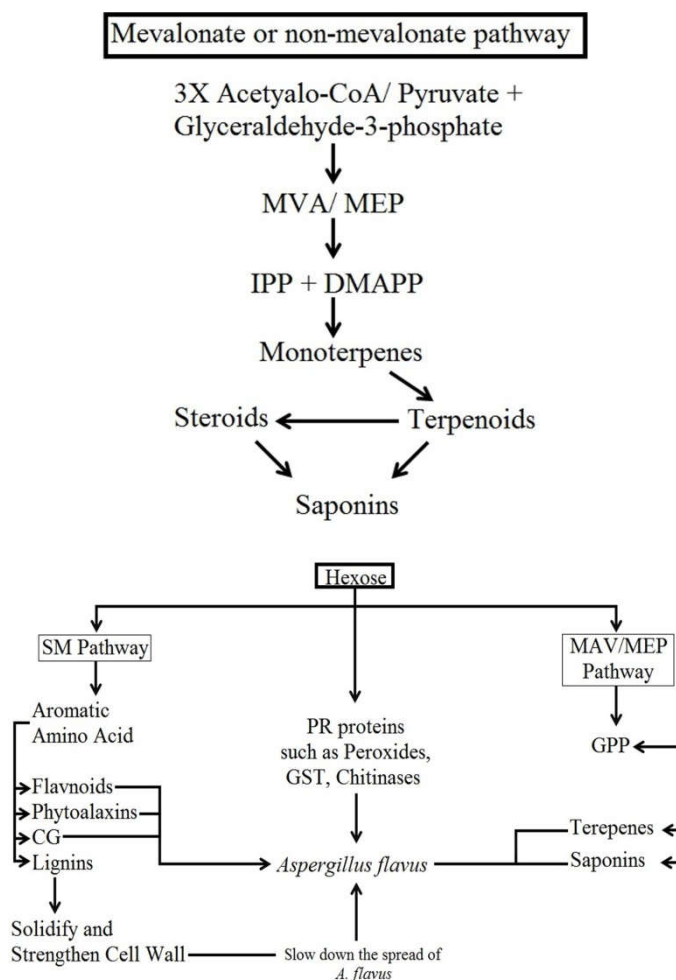 Mevalonate or non-mevalonate pathway
3X Acetyalo-CoA/ Pyruvate +
Glyceraldehyde-3-phosphate
MVA/ MEP
IPP + DMAPP
Monoterpenes
Steroids
Terpenoids
Saponins
Hexose
SM Pathway
Aromatic
Amino Acid
Flavnoids
Phytoalaxins
CG
Lignins
Solidify and
Strengthen Cell Wall
PR proteins
such as Peroxides,
GST, Chitinases
Aspergillus flavus
Slow down the spread of
A. flavus
MAV/MEP
Pathway
GPP
Terepenes
Saponins